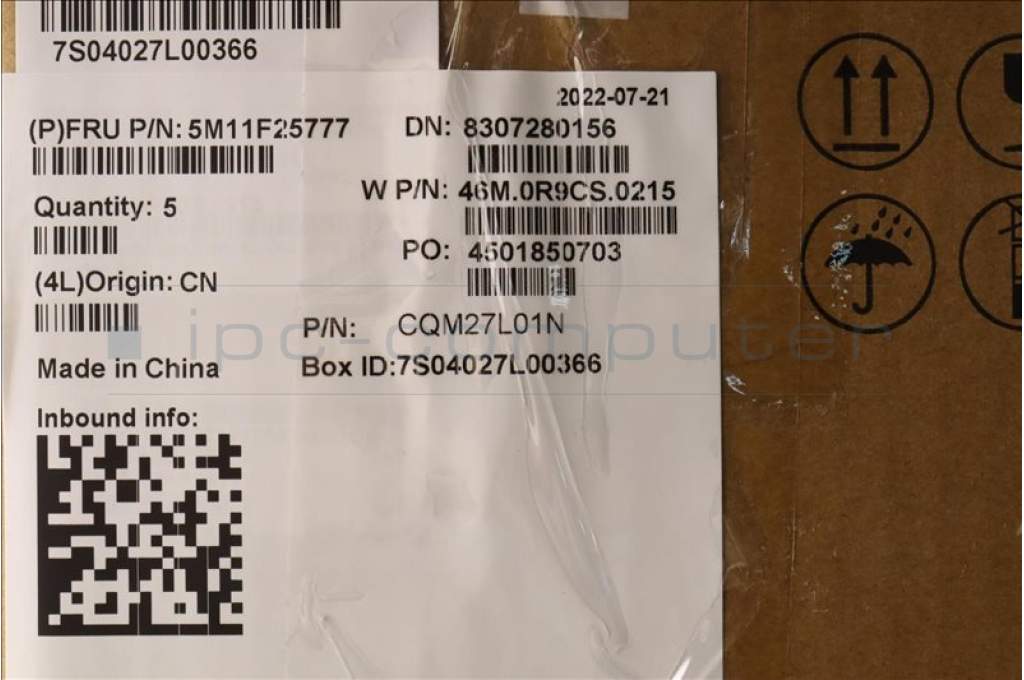 7S04027L00366
2022-07-21
(P)FRU P/N: 5M11F25777
DN: 8307280156
W P/N: 46M.0R9CS.0215
Quantity: 5
PO: 4501850703
(4L)Origin: CN
P/N: CQM27L01N
ipc-computer
Made in China
Box ID:7S04027L00366
Inbound info: